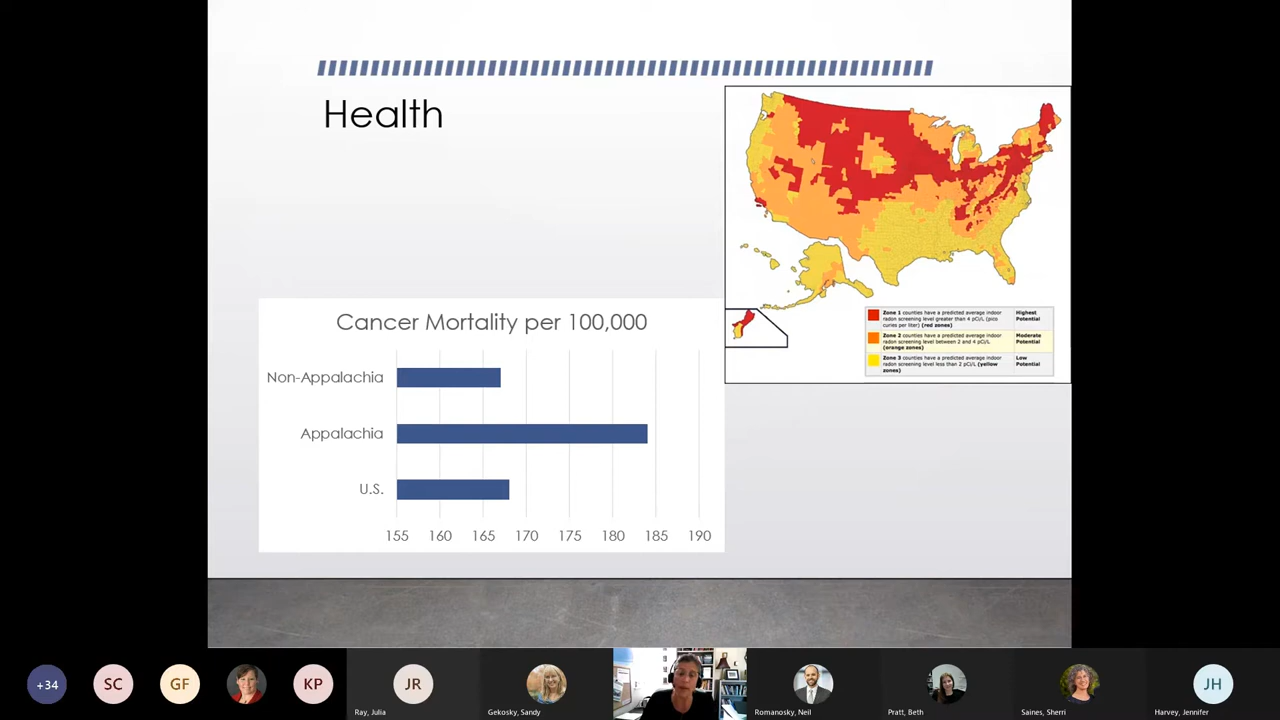 Health
Zone 1 counties have a predicted average indoor
radon screening level greater than 4 pCi/L (pico
curies per liter) (red zones)
Highest
Potential
Zone 2 counties have a predicted average indoor
radon screening level between 2 and 4 pCi/L
(orange zones)
Moderate
Potential
Zone 3 counties have a predicted average indoor
radon screening level less than 2 pCi/L (yellow
zones)
Low
Potential
Cancer Mortality per 100,000
Non-Appalachia
Appalachia
U.S.
155 160 165 170 175 180 185 190
+34
SC
GF
KP
JR
JH
Ray, Julia
Gekosky, Sandy
Romanosky, Neil
Pratt, Beth
Saines, Sherri
Harvey, Jennifer